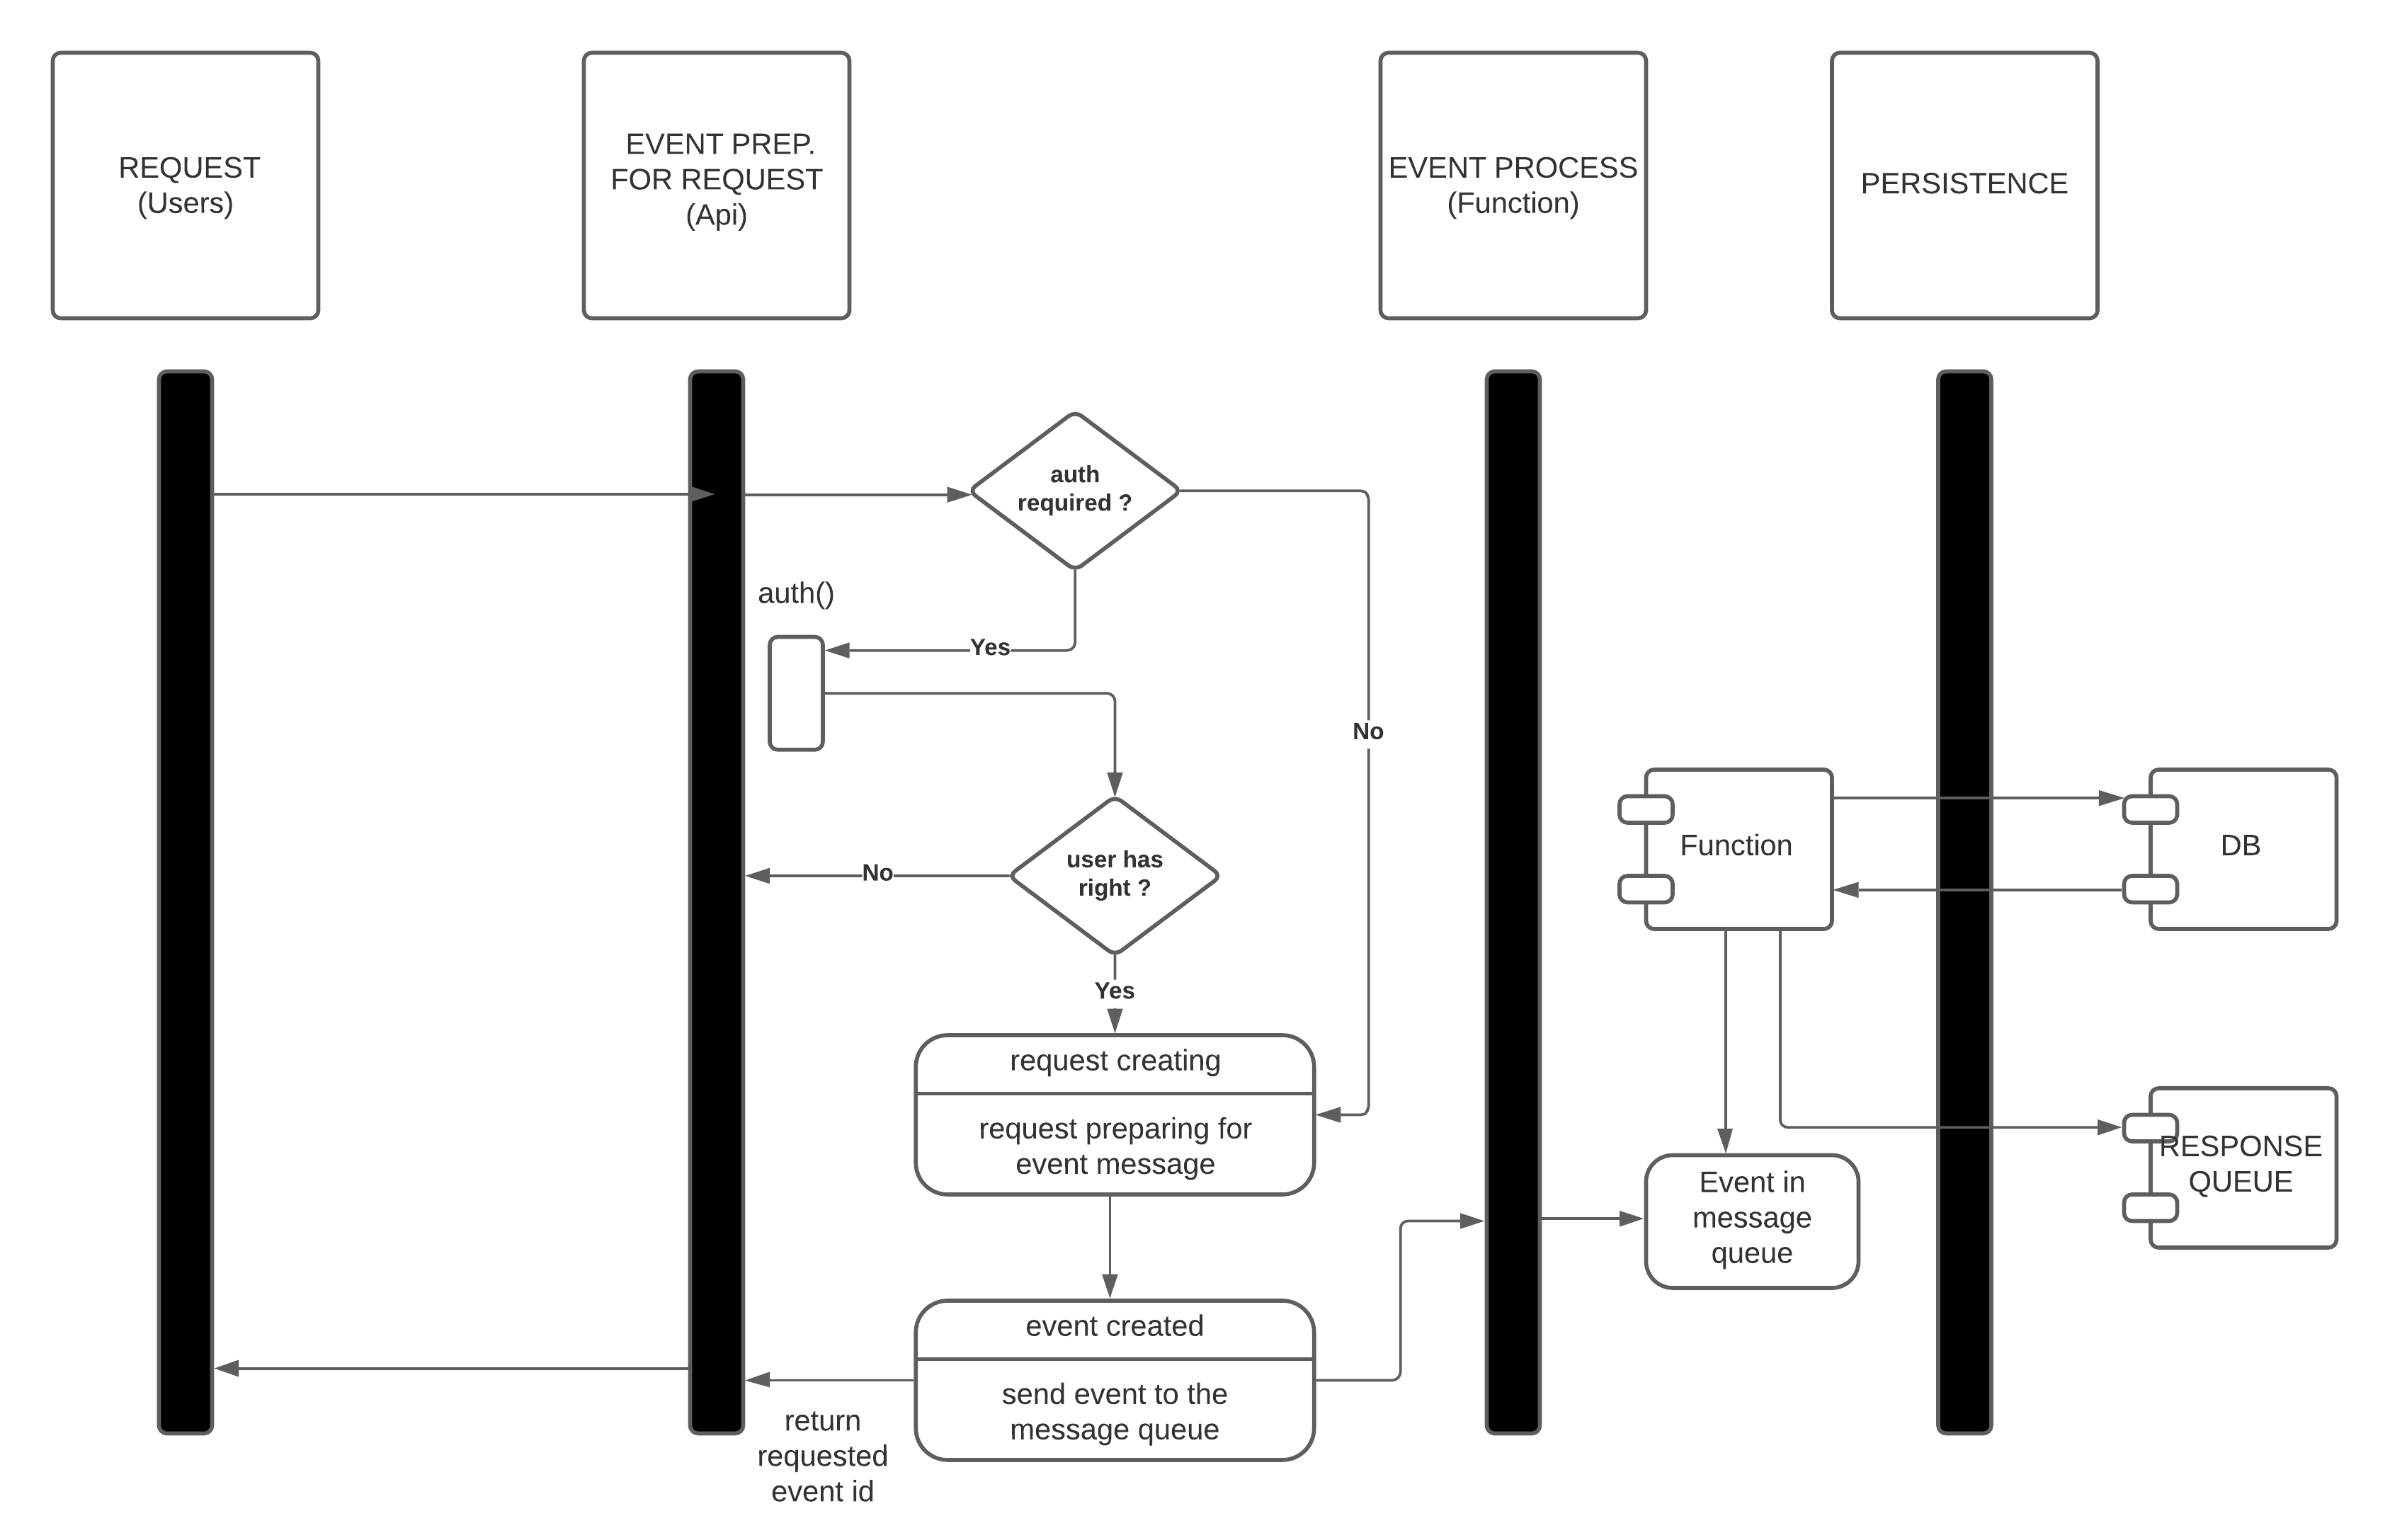 REQUEST
(Users)
EVENT PREP.
FOR REQUEST
(Api)
EVENT PROCESS
(Function)
PERSISTENCE
auth
required ?
auth()
Yes
No
user has
right ?
No
Yes
Function
DB
request creating
request preparing for
event message
RESPONSE
QUEUE
Event in
message
queue
event created
send event to the
message queue
return
requested
event id